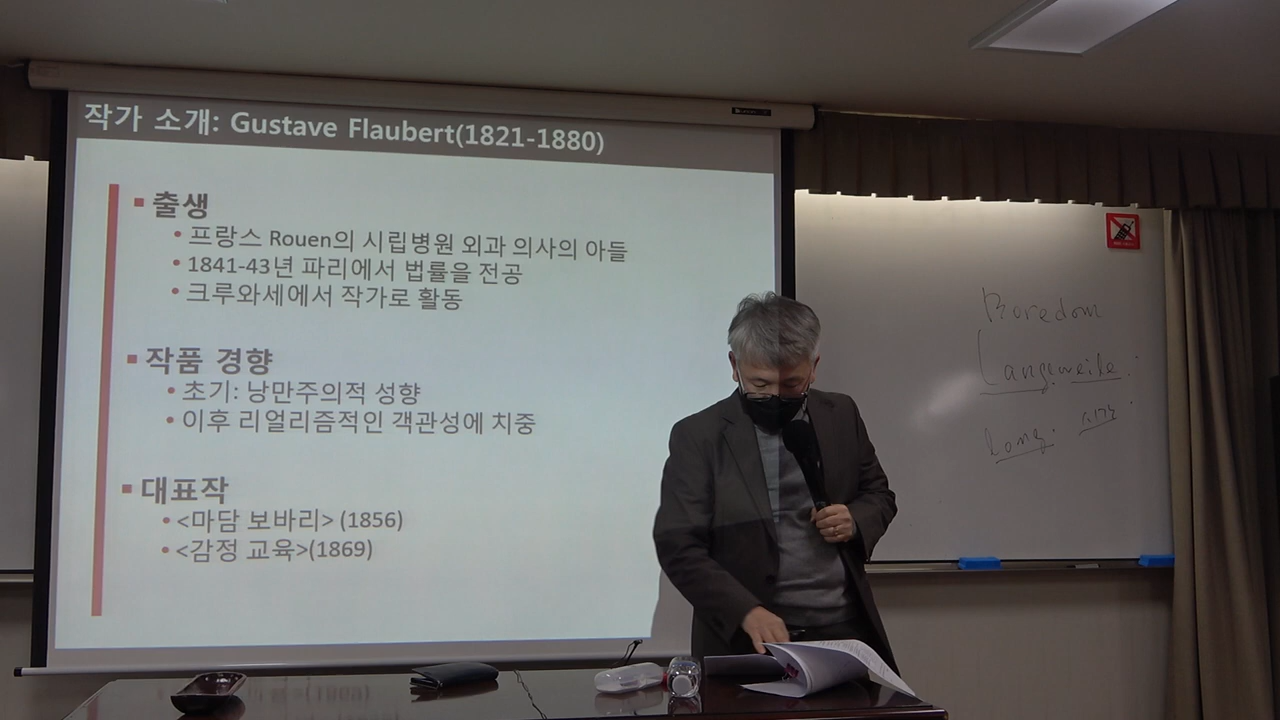 작가 소개: Gustave Flaubert(1821-1880)
▪ 출생
• 프랑스 Rouen의 시립병원 외과 의사의 아들
• 1841-43년 파리에서 법률을 전공
• 크루와세에서 작가로 활동
▪ 작품 경향
• 초기: 낭만주의적 성향
• 이후 리얼리즘적인 객관성에 치중
▪ 대표작
• <마담 보바리> (1856)
• <감정 교육>(1869)
Boredom
Langeweile
long 시간